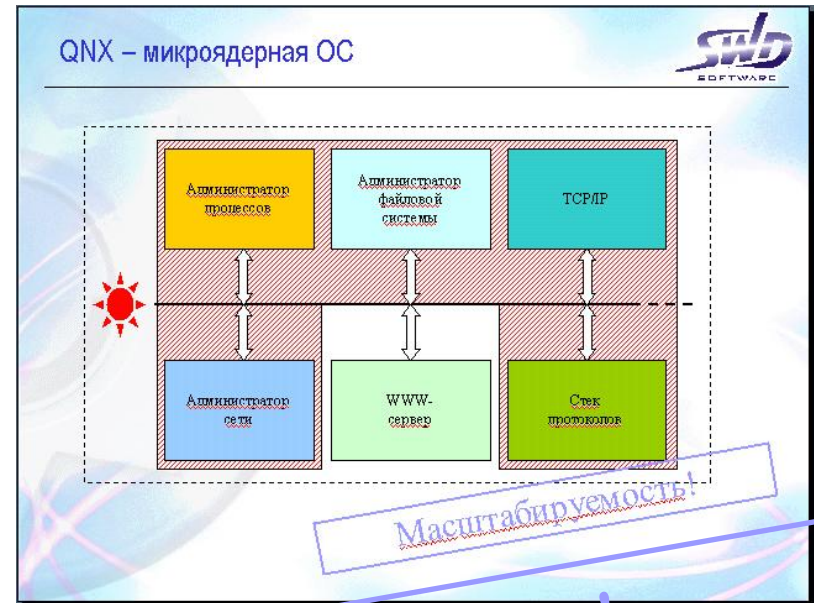 QNX – микроядерная ОС
SWD
SOFTWARE
Администратор
процессов
Администратор
файловой
системы
TCP/IP
Администратор
сети
WWW-
сервер
Стек
протоколов
Масштабируемость!